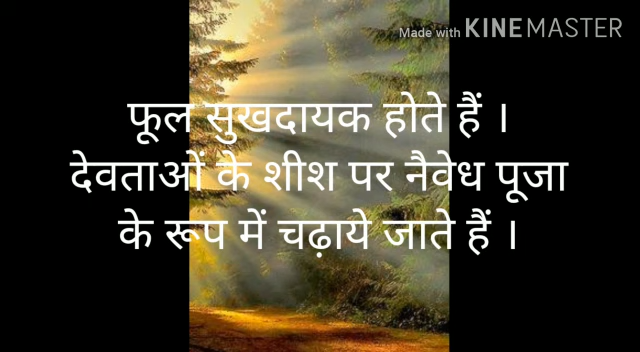 Made with KINEMASTER
फूल सुखदायक होते हैं ।
देवताओं के शीश पर नैवेध पूजा
के रूप में चढ़ाये जाते हैं ।